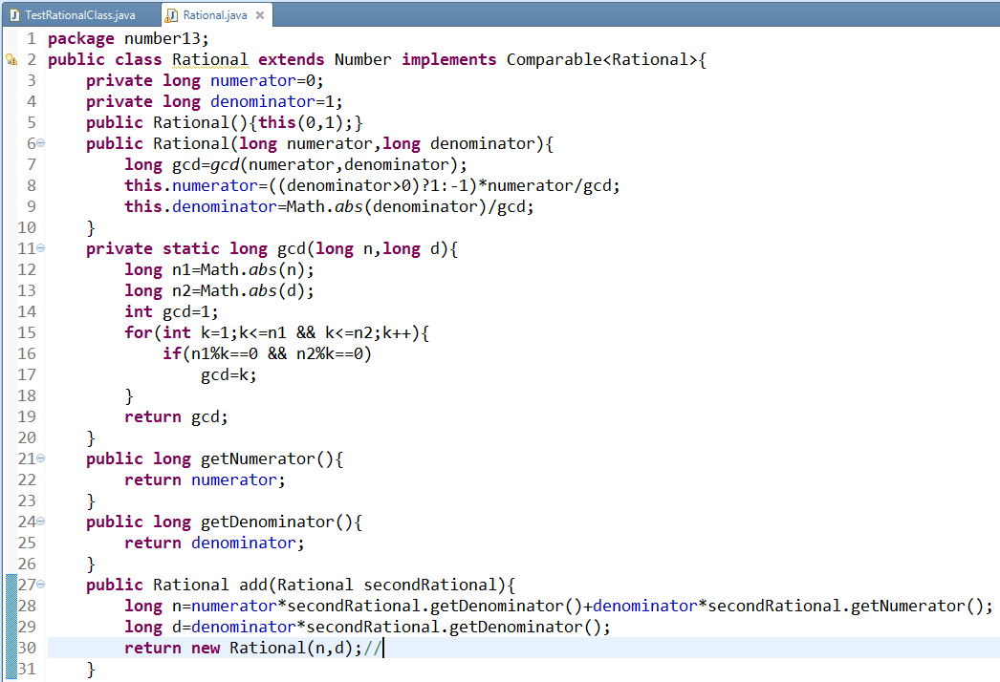 TestRationalClass.java Rational.java
1 package number13;
2 public class Rational extends Number implements Comparable<Rational>{
3     private long numerator=0;
4     private long denominator=1;
5     public Rational(){this(0,1);}
6     public Rational(long numerator,long denominator){
7         long gcd=gcd(numerator,denominator);
8         this.numerator=((denominator>0)?1:-1)*numerator/gcd;
9         this.denominator=Math.abs(denominator)/gcd;
10     }
11     private static long gcd(long n,long d){
12         long n1=Math.abs(n);
13         long n2=Math.abs(d);
14         int gcd=1;
15         for(int k=1;k<=n1 && k<=n2;k++){
16             if(n1%k==0 && n2%k==0)
17                 gcd=k;
18         }
19         return gcd;
20     }
21     public long getNumerator(){
22         return numerator;
23     }
24     public long getDenominator(){
25         return denominator;
26     }
27     public Rational add(Rational secondRational){
28         long n=numerator*secondRational.getDenominator()+denominator*secondRational.getNumerator();
29         long d=denominator*secondRational.getDenominator();
30         return new Rational(n,d);//
31     }